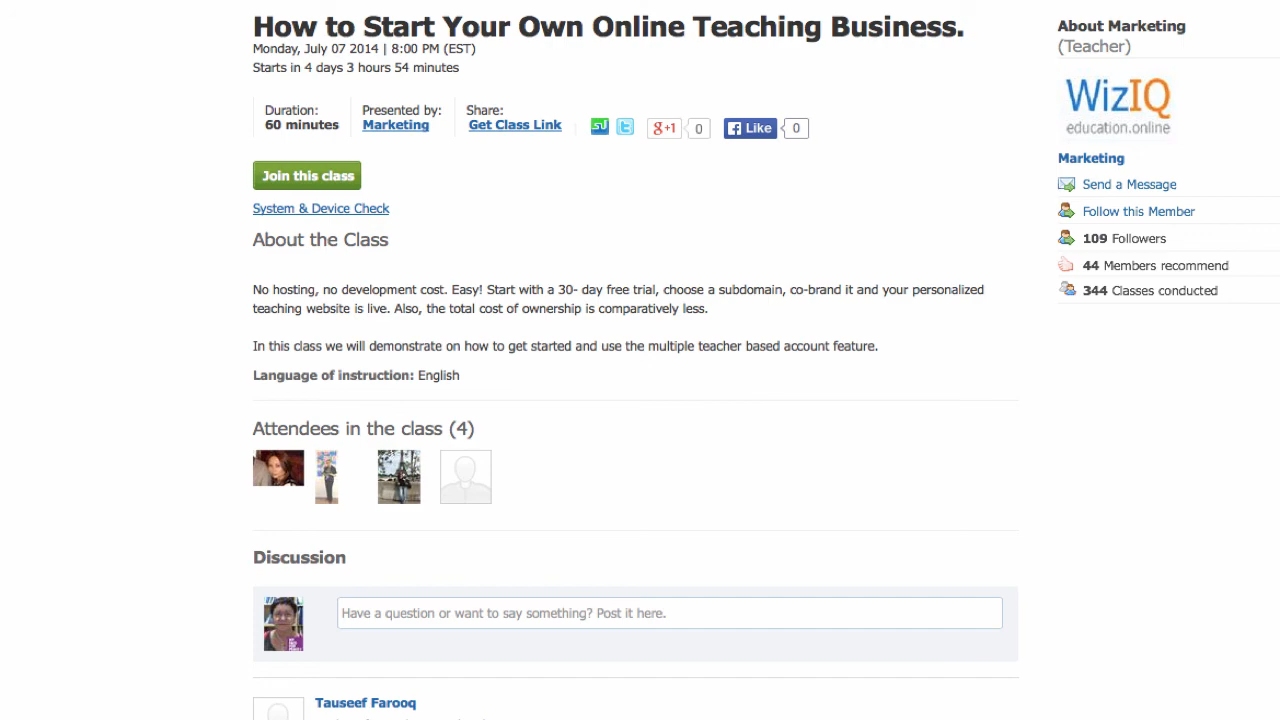 How to Start Your Own Online Teaching Business.
Monday, July 07 2014 | 8:00 PM (EST)
Starts in 4 days 3 hours 54 minutes
Duration:
60 minutes
Presented by:
Marketing
Share:
Get Class Link
g+1
0
Like
0
Join this class
System & Device Check
About the Class
No hosting, no development cost. Easy! Start with a 30- day free trial, choose a subdomain, co-brand it and your personalized
teaching website is live. Also, the total cost of ownership is comparatively less.
In this class we will demonstrate on how to get started and use the multiple teacher based account feature.
Language of instruction: English
Attendees in the class (4)
Discussion
Have a question or want to say something? Post it here.
Tauseef Farooq
About Marketing
(Teacher)
WizIQ
education.online
Marketing
Send a Message
Follow this Member
109 Followers
44 Members recommend
344 Classes conducted